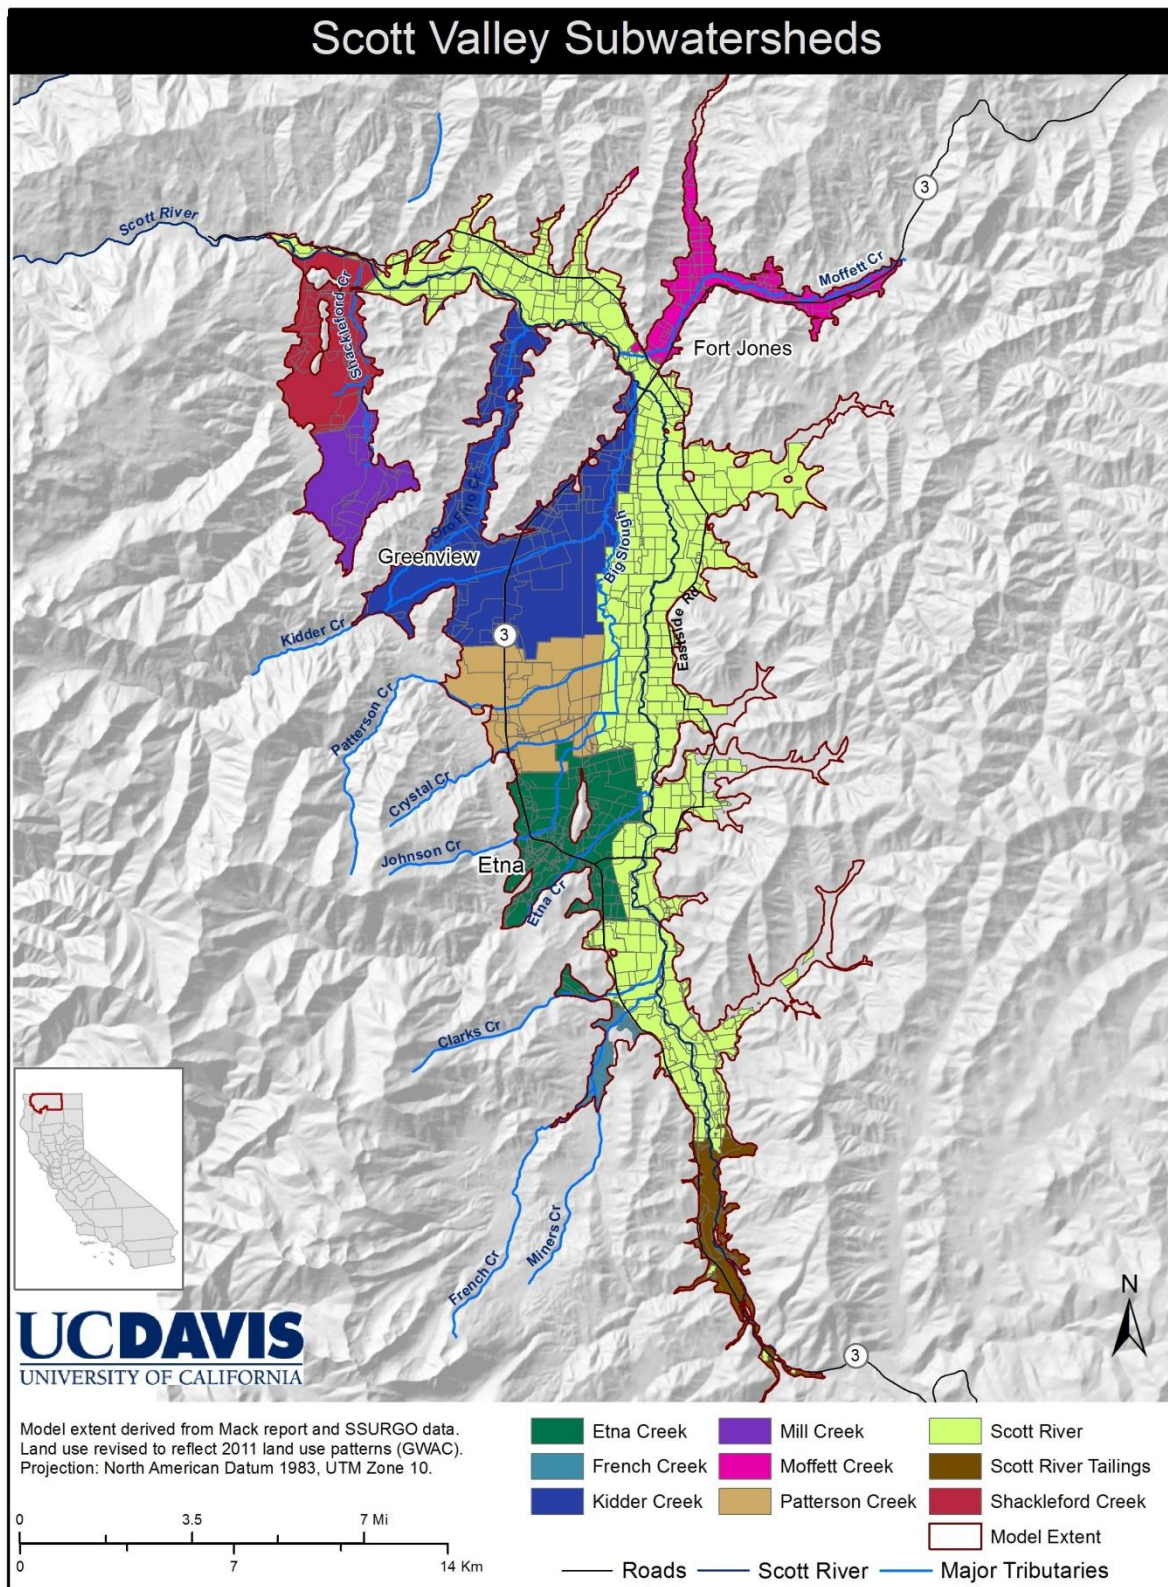 Scott Valley Subwatersheds
3
Scott River
Moffett Cr
Shackleford Cr
Fort Jones
Oro Fino Cr
Greenview
Big Slough
Eastside Rd
3
Kidder Cr
Patterson Cr
Crystal Cr
Johnson Cr
Etna
Etna Cr
Clarks Cr
Miners Cr
French Cr
N
3
UCDAVIS
UNIVERSITY OF CALIFORNIA
Model extent derived from Mack report and SSURGO data.
Land use revised to reflect 2011 land use patterns (GWAC).
Projection: North American Datum 1983, UTM Zone 10.
0 3.5 7 Mi
0 7 14 Km
Etna Creek
French Creek
Kidder Creek
Mill Creek
Moffett Creek
Patterson Creek
Scott River
Scott River Tailings
Shackleford Creek
Model Extent
Roads
Scott River
Major Tributaries